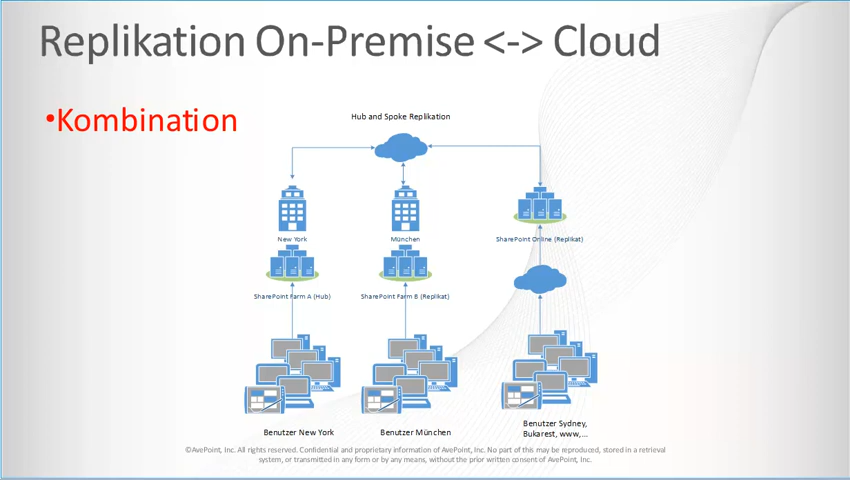 Replikation On-Premise <-> Cloud
•Kombination
Hub and Spoke Replikation
New York
München
SharePoint Online (Replikat)
SharePoint Farm A (Hub)
SharePoint Farm B (Replikat)
Benutzer New York
Benutzer München
Benutzer Sydney,
Bukarest, www,...
©AvePoint, Inc. All rights reserved. Confidential and proprietary information of AvePoint, Inc. No part of this may be reproduced, stored in a retrieval
system, or transmitted in any form or by any means, without the prior written consent of AvePoint, Inc.